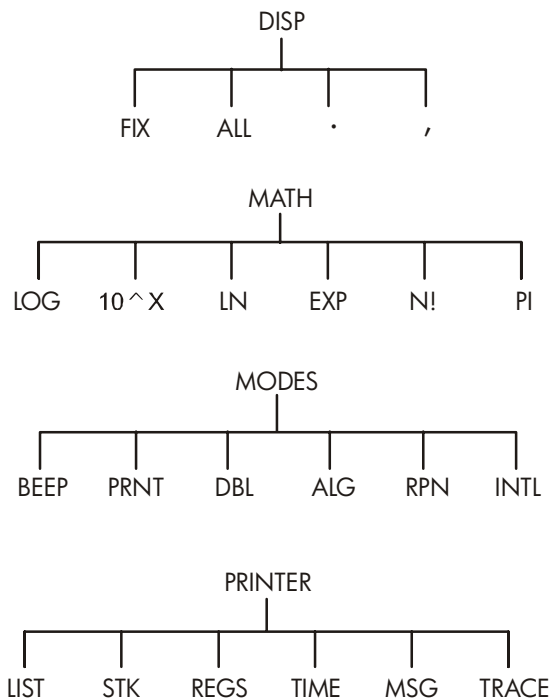 DISP
FIX ALL . ,
MATH
LOG 10^X LN EXP N! PI
MODES
BEEP PRNT DBL ALG RPN INTL
PRINTER
LIST STK REGS TIME MSG TRACE